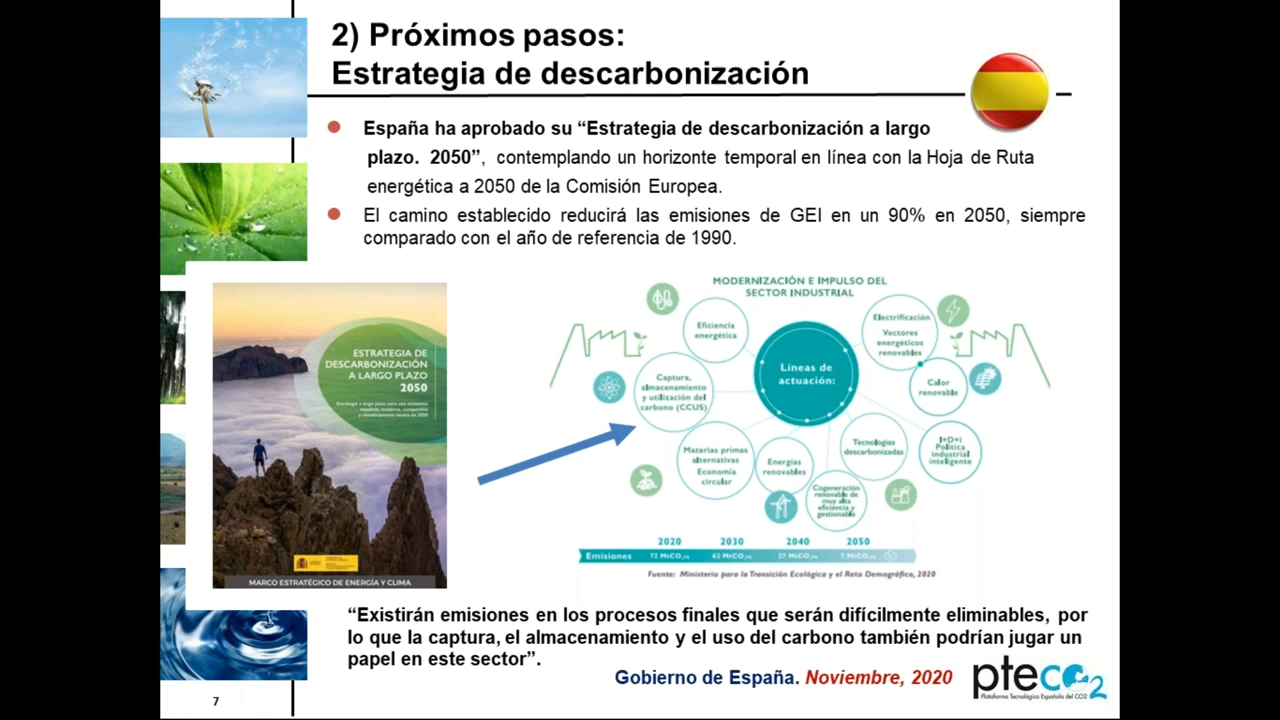 2) Próximos pasos:
Estrategia de descarbonización
España ha aprobado su “Estrategia de descarbonización a largo
plazo. 2050”, contemplando un horizonte temporal en línea con la Hoja de Ruta
energética a 2050 de la Comisión Europea.
El camino establecido reducirá las emisiones de GEI en un 90% en 2050, siempre
comparado con el año de referencia de 1990.
ESTRATEGIA DE
DESCARBONIZACIÓN
A LARGO PLAZO
2050
MARCO ESTRATÉGICO DE ENERGÍA Y CLIMA
MODERNIZACIÓN E IMPULSO DEL
SECTOR INDUSTRIAL
Eficiencia
energética
Líneas de
actuación:
Electrificación
Vectores
energéticos
renovables
Captura,
almacenamiento
y utilización del
carbono (CCUS)
Calor
renovable
Materias primas
alternativas
Economía
circular
Energías
renovables
Tecnologías
descarbonizadas
I+D+i
Política
industrial
inteligente
Cogeneración
renovable de
muy alta
eficiencia y
gestionable
2020 2030 2040 2050
Emisiones 72 MtCO₂eq 62 MtCO₂eq 27 MtCO₂eq 7 MtCO₂eq
Fuente: Ministerio para la Transición Ecológica y el Reto Demográfico, 2020
“Existirán emisiones en los procesos finales que serán difícilmente eliminables, por
lo que la captura, el almacenamiento y el uso del carbono también podrían jugar un
papel en este sector”.
Gobierno de España. Noviembre, 2020
pteco2
Plataforma Tecnológica Española del CO2
7